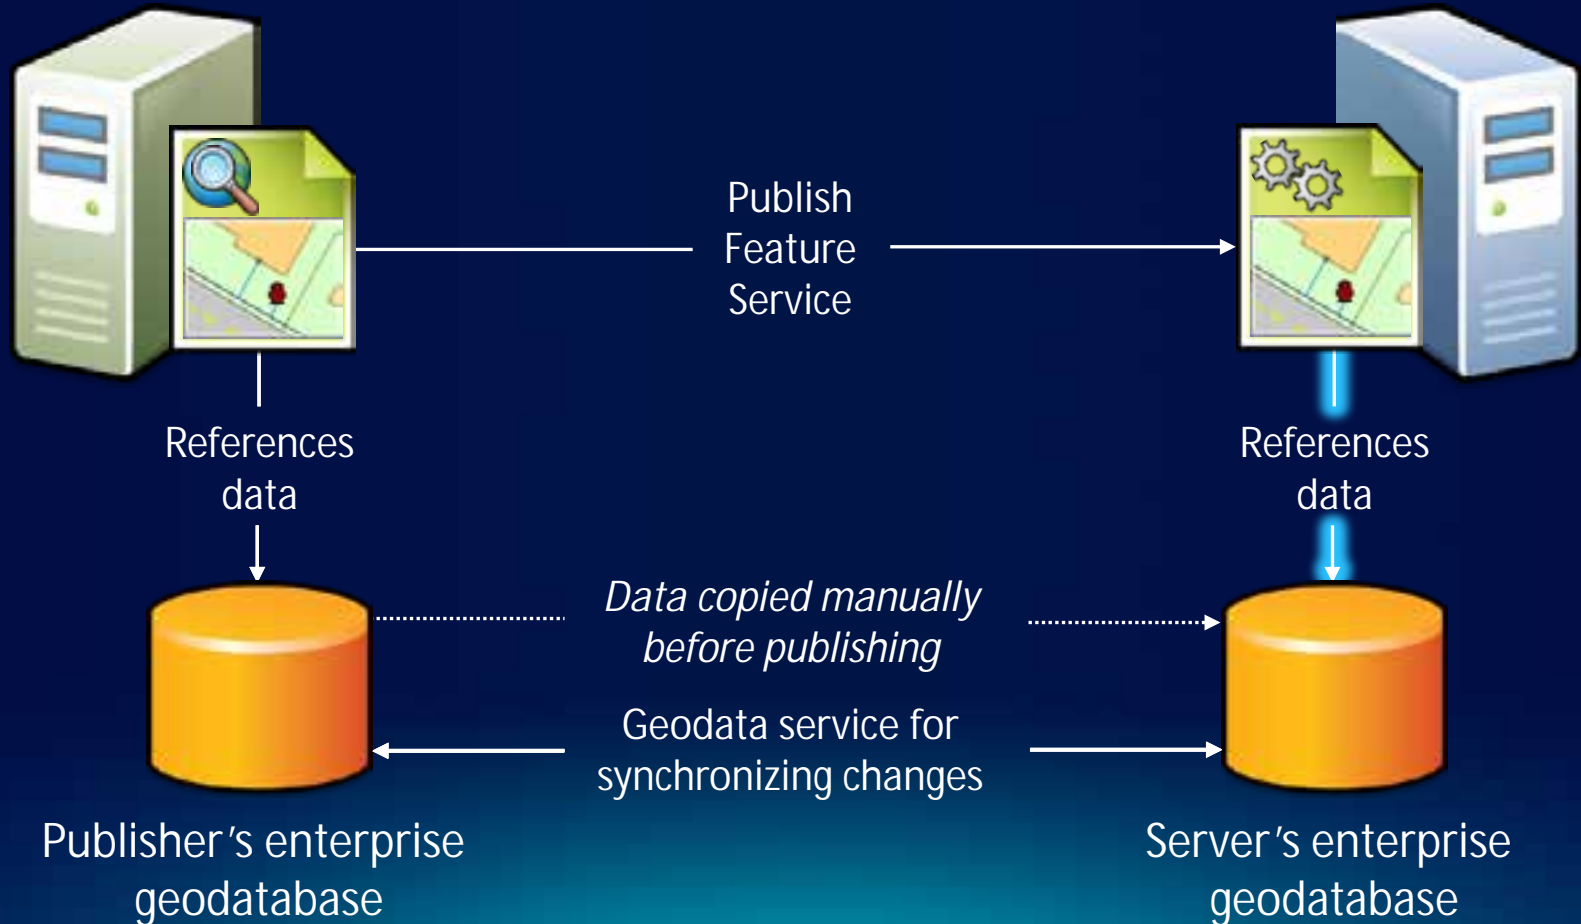 Publish
Feature
Service
References
data
References
data
Data copied manually
before publishing
Geodata service for
synchronizing changes
Publisher’s enterprise
geodatabase
Server’s enterprise
geodatabase